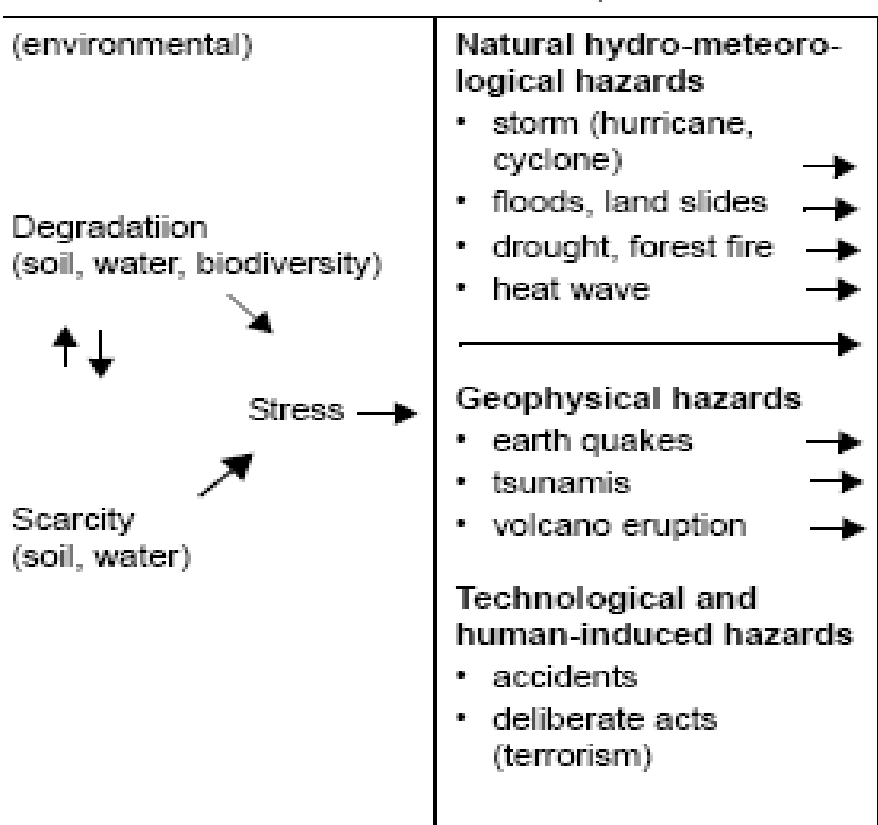 (environmental)
Degradatiion
(soil, water, biodiversity)
Stress
Scarcity
(soil, water)
Natural hydro-meteoro-
logical hazards
• storm (hurricane,
cyclone)
• floods, land slides
• drought, forest fire
• heat wave
Geophysical hazards
• earth quakes
• tsunamis
• volcano eruption
Technological and
human-induced hazards
• accidents
• deliberate acts
(terrorism)